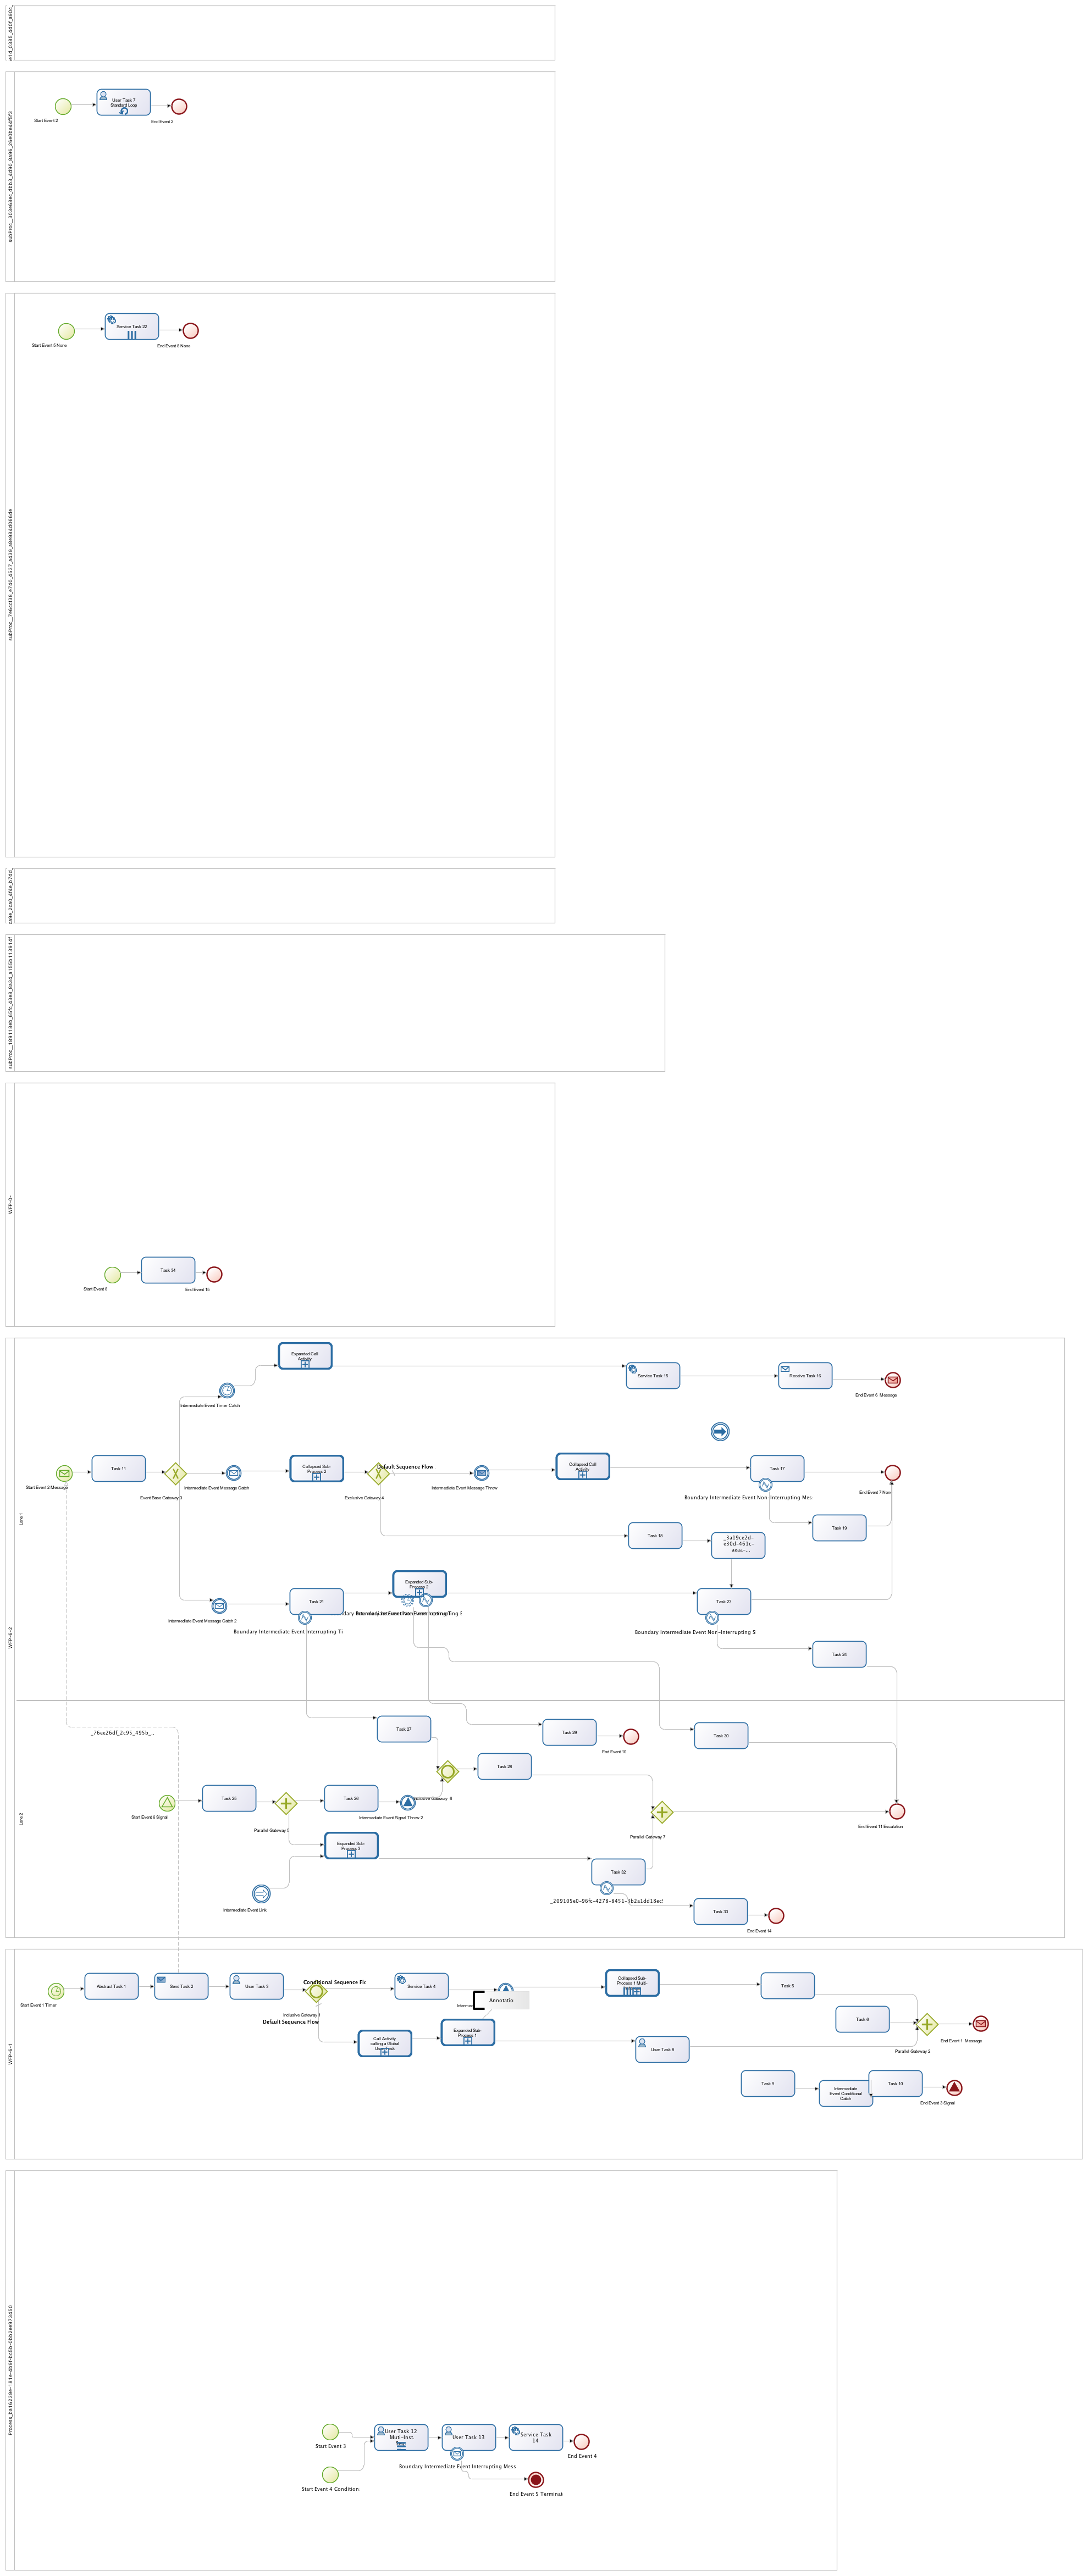 User Task 7
Standard Loop
Start Event 2
End Event 2
Service Task 22
Start Event 5 None
End Event 8 None
WFP-0-
Task 34
Start Event 8
End Event 15
WFP-6-2
Lane 1
Expanded Call
Activity
Service Task 15
Receive Task 16
Intermediate Event Timer Catch
End Event 6 Message
Default Sequence Flow
Task 11
Collapsed Sub-
Process 2
Collapsed Call
Activity
Task 17
Start Event 2 Message
Intermediate Event Message Catch
Intermediate Event Message Throw
Event Base Gateway 3
Exclusive Gateway 4
Boundary Intermediate Event Non-Interrupting Mes
End Event 7 None
Task 18
Task 19
_3a19ce2d-
e30d-461c-
aeaa-...
Expanded Sub-
Process 2
Task 21
Task 23
Intermediate Event Message Catch 2
Boundary Intermediate Event Interrupting Ti
Boundary Intermediate Event Non-Interrupting S
Task 24
Lane 2
Task 27
Task 29
Task 30
_76ee26df_2c95_495b_...
End Event 10
Task 28
Task 25
Task 26
Inclusive Gateway 6
Start Event 6 Signal
Intermediate Event Signal Throw 2
End Event 11 Escalation
Parallel Gateway 5
Parallel Gateway 7
Expanded Sub-
Process 3
Task 32
Intermediate Event Link
Task 33
End Event 14
WFP-6-1
Conditional Sequence Flc
Abstract Task 1
Send Task 2
User Task 3
Service Task 4
Collapsed Sub-
Process 1 Multi-
Task 5
Start Event 1 Timer
Annotatio
Interme
Inclusive Gateway 1
Default Sequence Flow
Task 6
Call Activity
calling a Global
User Task
Expanded Sub-
Process 1
End Event 1 Message
User Task 8
Parallel Gateway 2
Task 9
Intermediate
Event Conditional
Catch
Task 10
End Event 3 Signal
User Task 12
Muti-Inst.
User Task 13
Service Task
14
Start Event 3
End Event 4
Boundary Intermediate Event Interrupting Mess
Start Event 4 Condition
End Event 5 Terminat